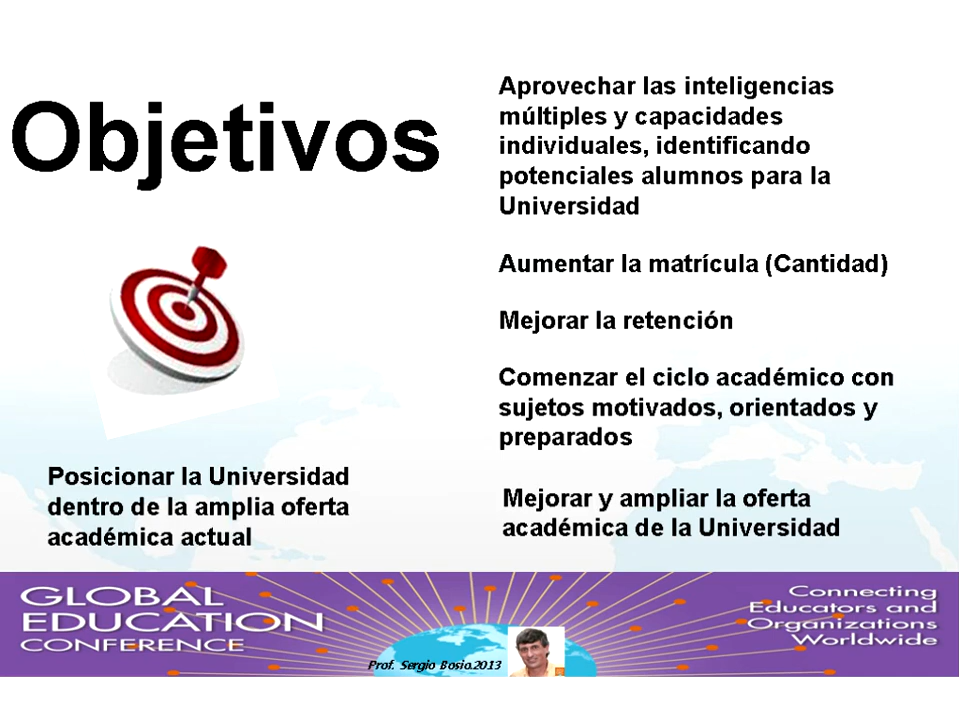 Objetivos
Aprovechar las inteligencias
múltiples y capacidades
individuales, identificando
potenciales alumnos para la
Universidad
Aumentar la matrícula (Cantidad)
Mejorar la retención
Comenzar el ciclo académico con
sujetos motivados, orientados y
preparados
Mejorar y ampliar la oferta
académica de la Universidad
Posicionar la Universidad
dentro de la amplia oferta
académica actual
GLOBAL
EDUCATION
CONFERENCE
Connecting
Educators and
Organizations
Worldwide
Prof. Sergio Bosio.2013